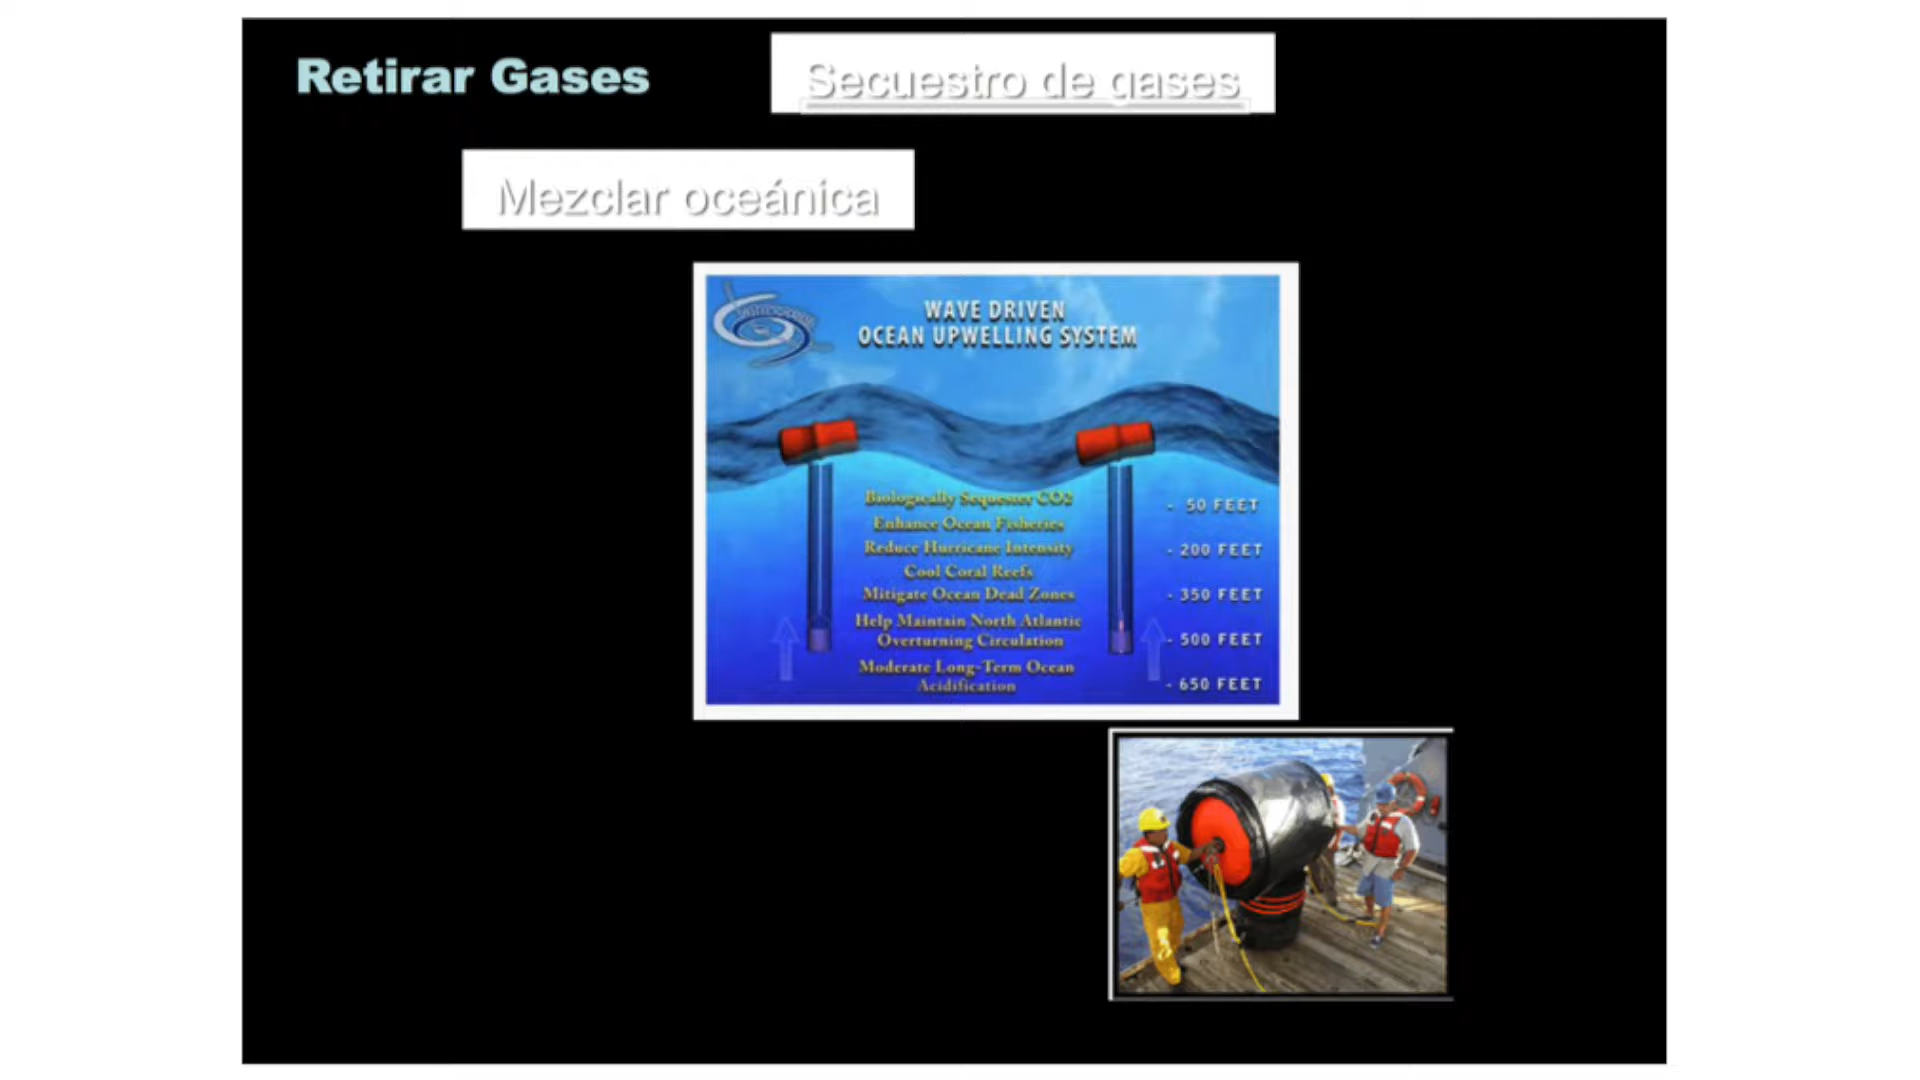 Retirar Gases
Secuestro de gases
Mezclar oceánica
WAVE DRIVEN
OCEAN UPWELLING SYSTEM
Biologically Sequester CO2
Enhance Ocean Fisheries
Reduce Hurricane Intensity
Cool Coral Reefs
Mitigate Ocean Dead Zones
Help Maintain North Atlantic
Overturning Circulation
Moderate Long-Term Ocean
Acidification
- 50 FEET
- 200 FEET
- 350 FEET
- 500 FEET
- 650 FEET